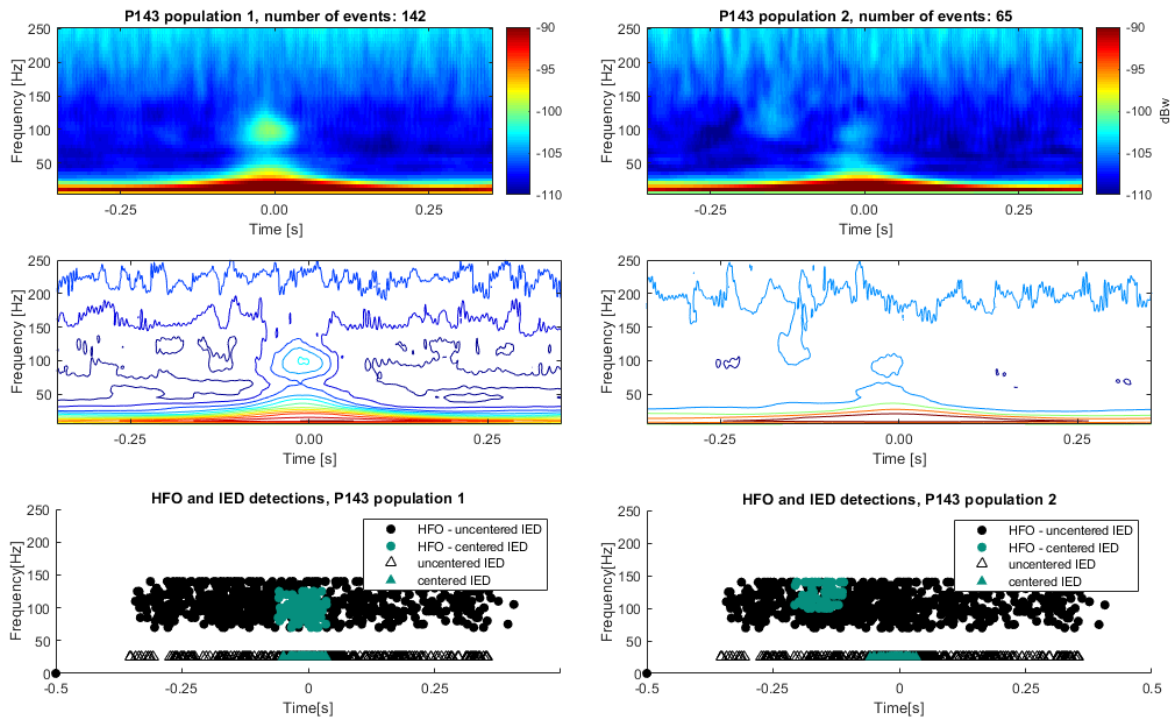 P143 population 1, number of events: 142
250
200
150
100
50
Frequency [Hz]
-0.25
0.00
0.25
Time [s]
-90
-95
-100
-105
-110
P143 population 2, number of events: 65
250
200
150
100
50
Frequency [Hz]
-0.25
0.00
0.25
Time [s]
-90
-95
-100
-105
-110
dBw
250
200
150
100
50
Frequency [Hz]
-0.25
0.00
0.25
Time [s]
250
200
150
100
50
Frequency [Hz]
-0.25
0.00
0.25
Time [s]
HFO and IED detections, P143 population 1
250
200
150
100
50
0
Frequency[Hz]
HFO - uncentered IED
HFO - centered IED
uncentered IED
centered IED
-0.5
-0.25
0
0.25
Time[s]
HFO and IED detections, P143 population 2
250
200
150
100
50
0
Frequency[Hz]
HFO - uncentered IED
HFO - centered IED
uncentered IED
centered IED
-0.5
-0.25
0
0.25
0.5
Time[s]